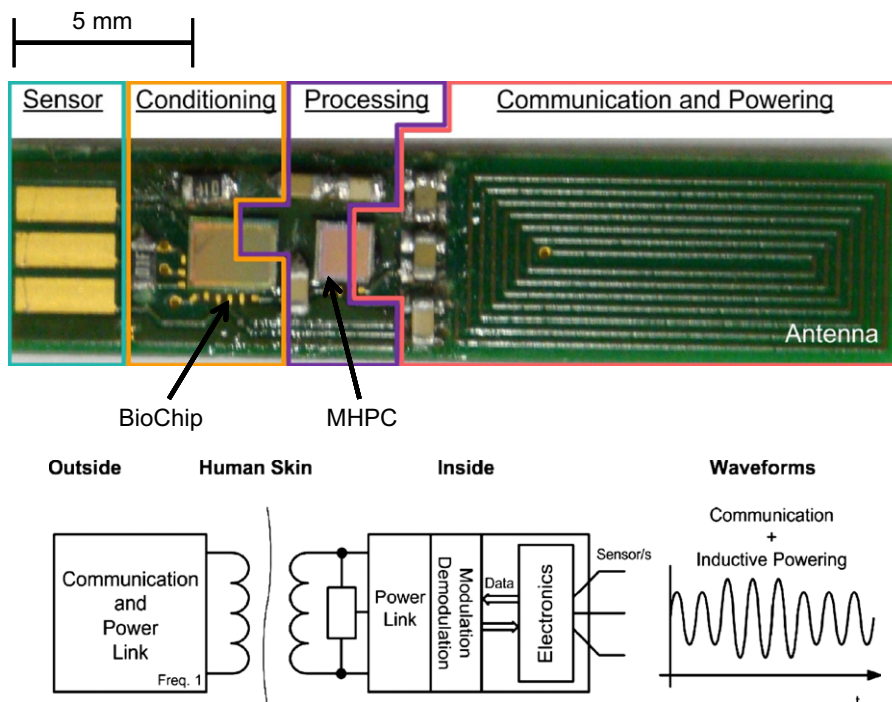 5 mm
Sensor
Conditioning
Processing
Communication and Powering
Antenna
BioChip
MHPC
Outside
Human Skin
Inside
Waveforms
Communication
and
Power
Link
Freq. 1
Power
Link
Modulation
Demodulation
Data
Electronics
Sensor/s
Communication
+
Inductive Powering
t